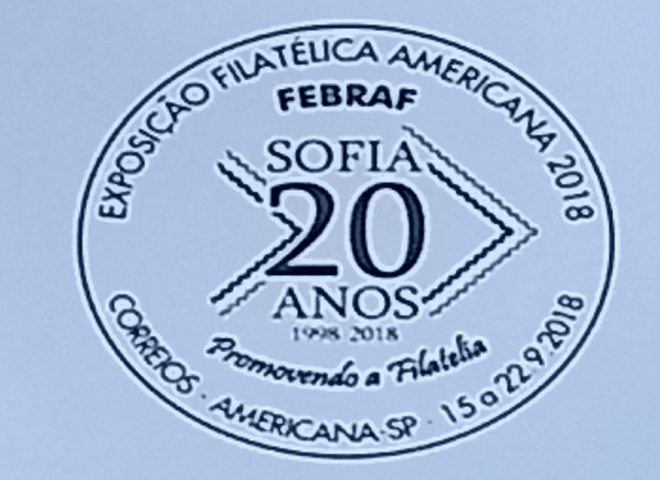 EXPOSIÇÃO FILATÉLICA AMERICANA 2018
FEBRAF
SOFIA
20
ANOS
1998 2018
Promovendo a Filatelia
CORREIOS - AMERICANA-SP - 15 a 22.9.2018